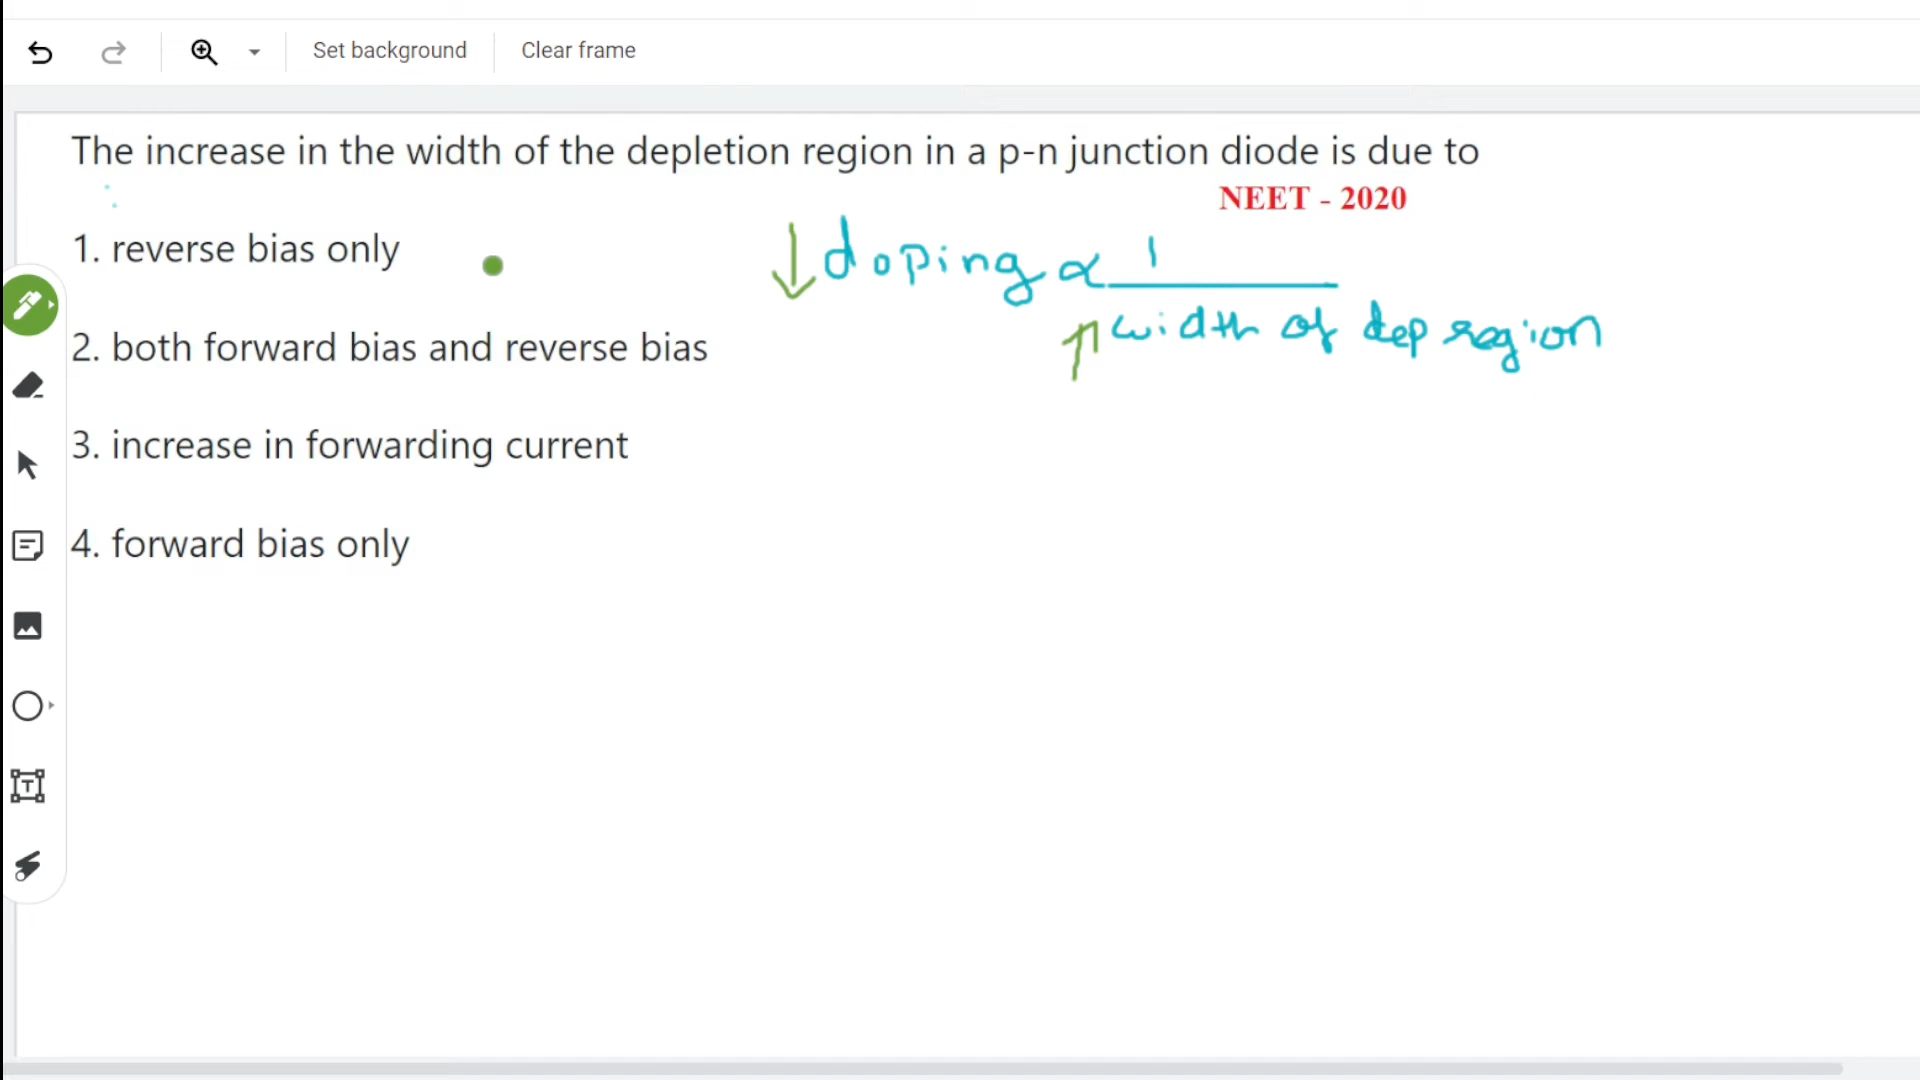 Set background Clear frame
The increase in the width of the depletion region in a p-n junction diode is due to
NEET - 2020
1. reverse bias only
↓ doping ∝ 1
↑ width of dep region
2. both forward bias and reverse bias
3. increase in forwarding current
4. forward bias only